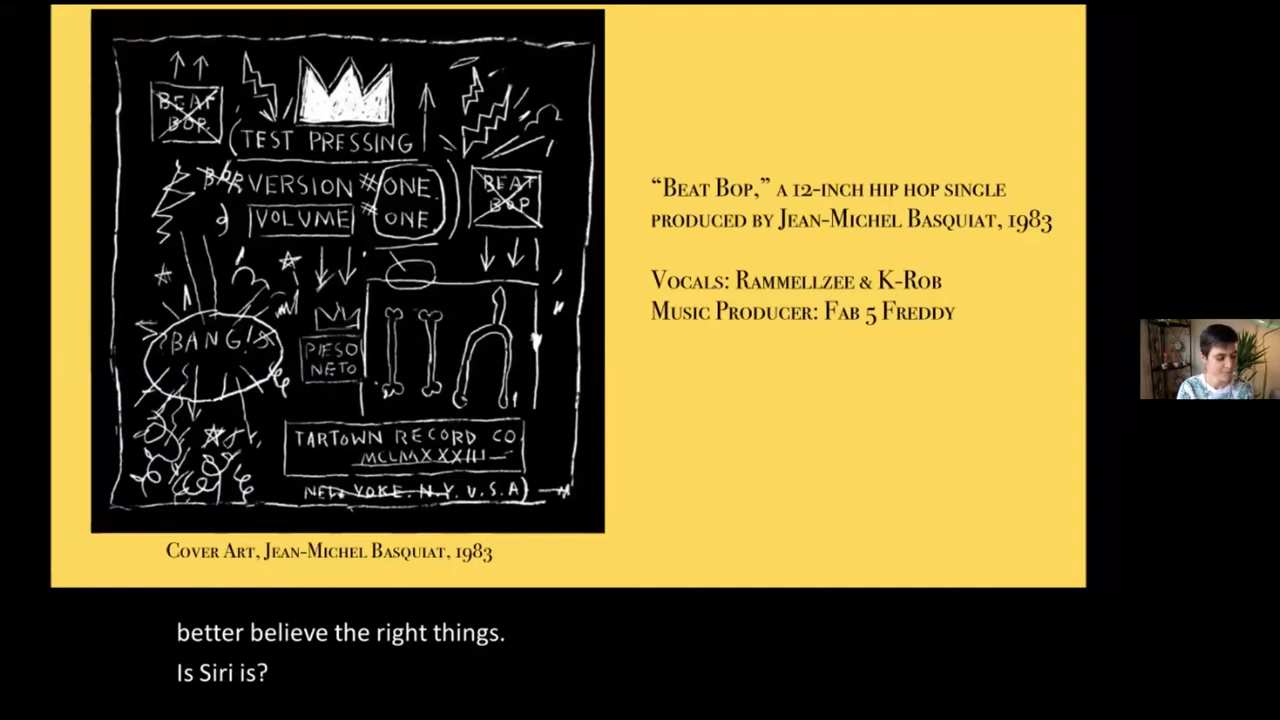 BEAT
BOP.
(TEST PRESSING
VERSION # ONE
VOLUME # ONE
BEAT
BOP
BANG!
PIESO
NETO
TARTOWN RECORD CO
MCLMXXXIII
NEW YOKE. N.Y. U.S.A)
Cover Art, Jean-Michel Basquiat, 1983
“Beat Bop,” a 12-inch hip hop single
produced by Jean-Michel Basquiat, 1983
Vocals: Rammellzee & K-Rob
Music Producer: Fab 5 Freddy
better believe the right things.
Is Siri is?